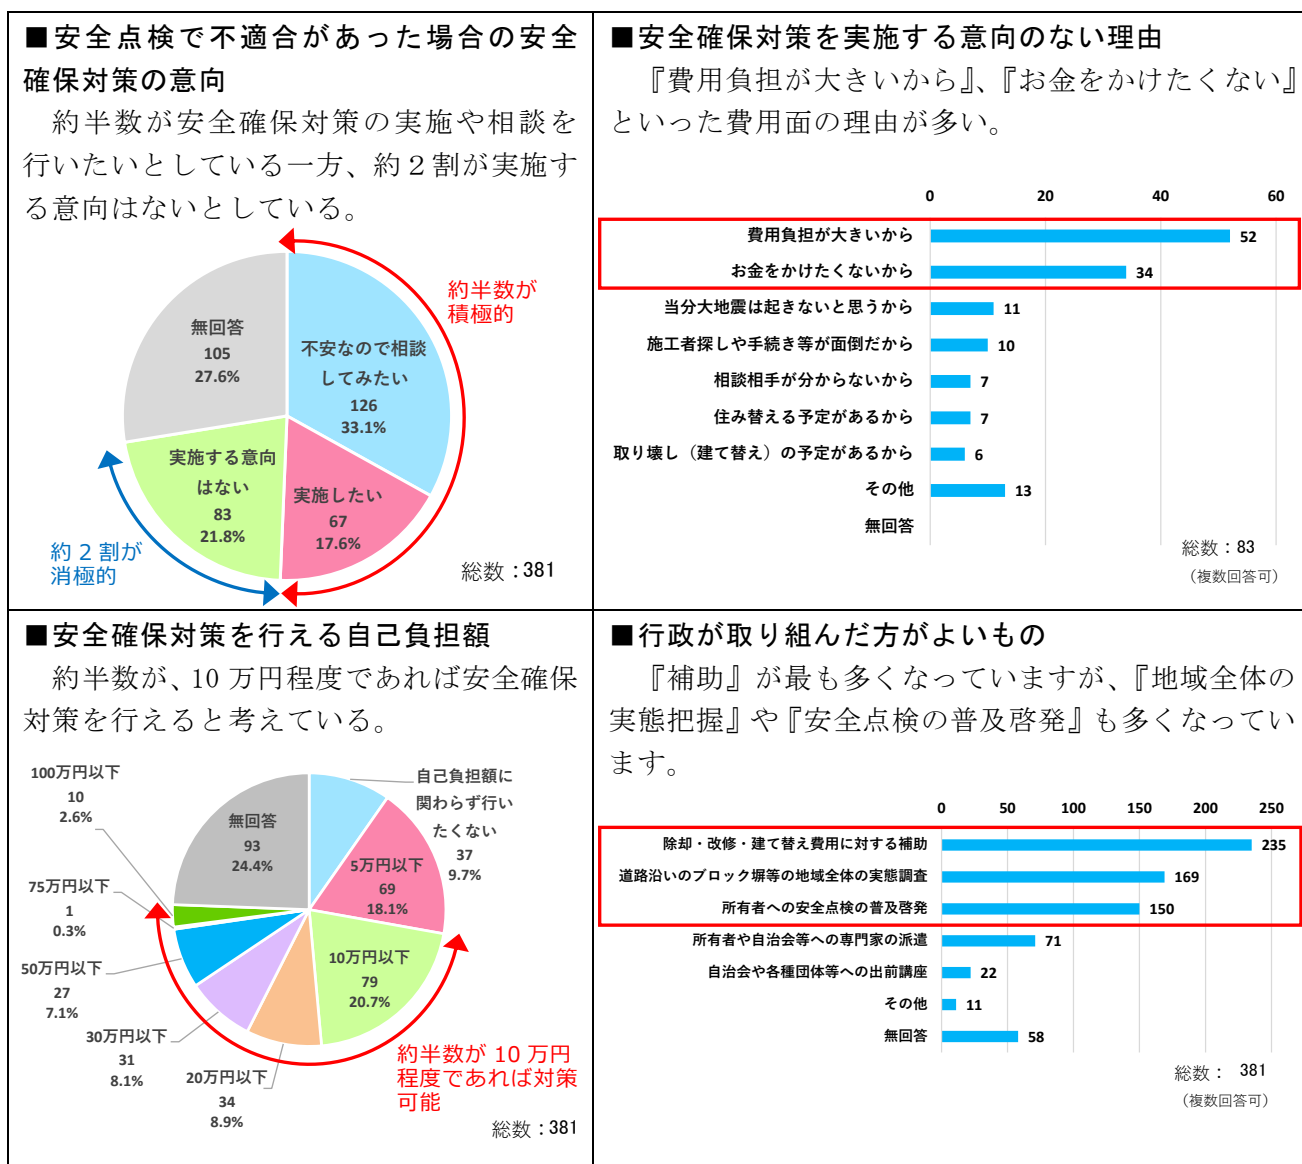 ■安全点検で不適合があった場合の安全
確保対策の意向
約半数が安全確保対策の実施や相談を
行いたいとしている一方、約２割が実施す
る意向はないとしている。
約半数が
積極的
無回答
105
27.6%
不安なので相談
してみたい
126
33.1%
実施する意向
はない
83
21.8%
実施したい
67
17.6%
約２割が
消極的
総数：381
■安全確保対策を実施する意向のない理由
『費用負担が大きいから』、『お金をかけたくない』
といった費用面の理由が多い。
0 20 40 60
費用負担が大きいから 52
お金をかけたくないから 34
当分大地震は起きないと思うから 11
施工者探しや手続き等が面倒だから 10
相談相手が分からないから 7
住み替える予定があるから 7
取り壊し（建て替え）の予定があるから 6
その他 13
無回答
総数：83
（複数回答可）
■安全確保対策を行える自己負担額
約半数が、10 万円程度であれば安全確保
対策を行えると考えている。
100万円以下
10
2.6%
無回答
93
24.4%
自己負担額に
関わらず行い
たくない
37
9.7%
5万円以下
69
18.1%
75万円以下
1
0.3%
50万円以下
27
7.1%
10万円以下
79
20.7%
30万円以下
31
8.1%
20万円以下
34
8.9%
約半数が 10 万円
程度であれば対策
可能
総数：381
■行政が取り組んだ方がよいもの
『補助』が最も多くなっていますが、『地域全体の
実態把握』や『安全点検の普及啓発』も多くなってい
ます。
0 50 100 150 200 250
除却・改修・建て替え費用に対する補助 235
道路沿いのブロック塀等の地域全体の実態調査 169
所有者への安全点検の普及啓発 150
所有者や自治会等への専門家の派遣 71
自治会や各種団体等への出前講座 22
その他 11
無回答 58
総数： 381
（複数回答可）